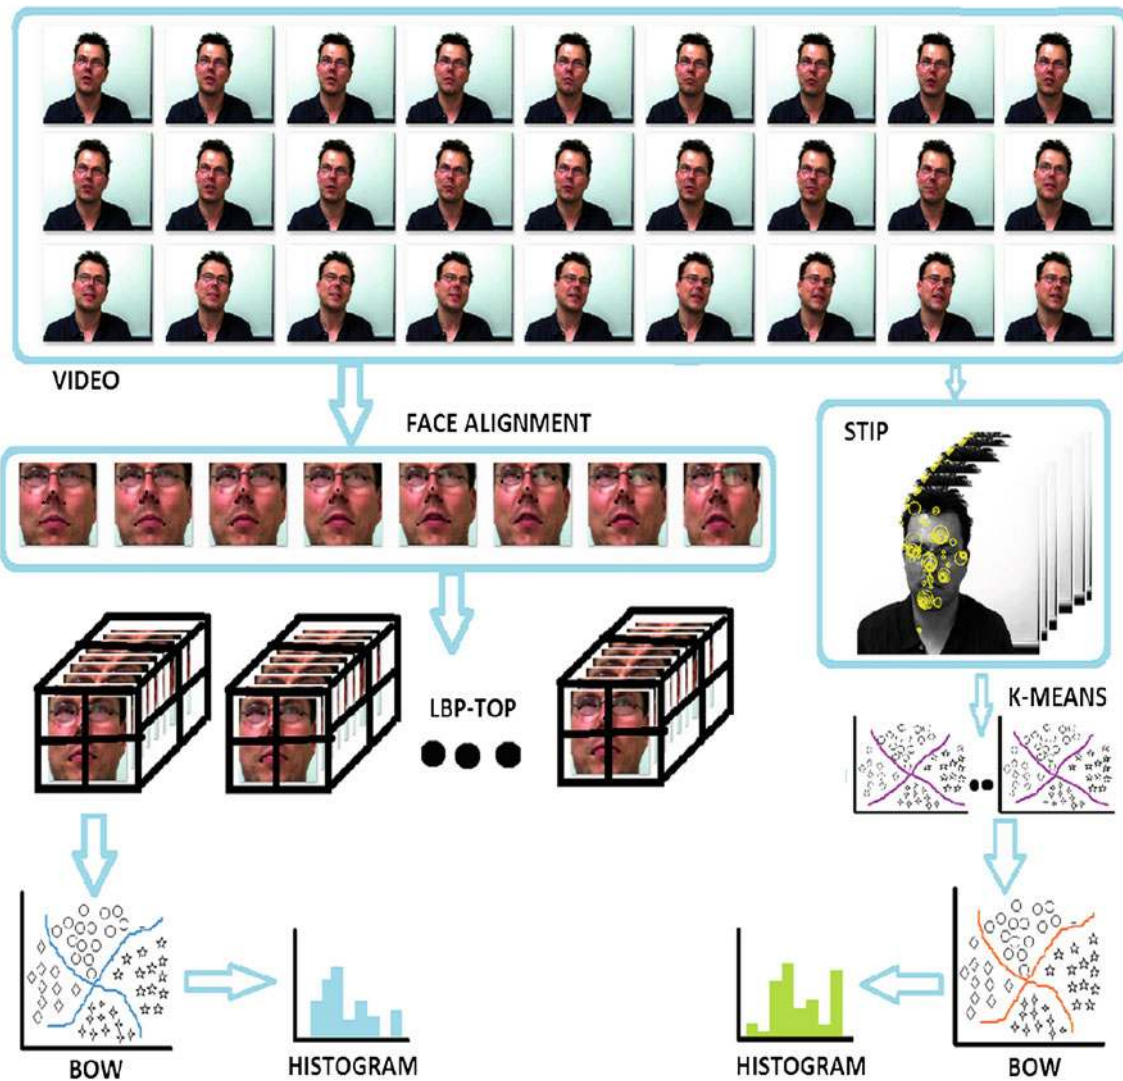 VIDEO
FACE ALIGNMENT
STIP
LBP-TOP
K-MEANS
BOW
HISTOGRAM
HISTOGRAM
BOW